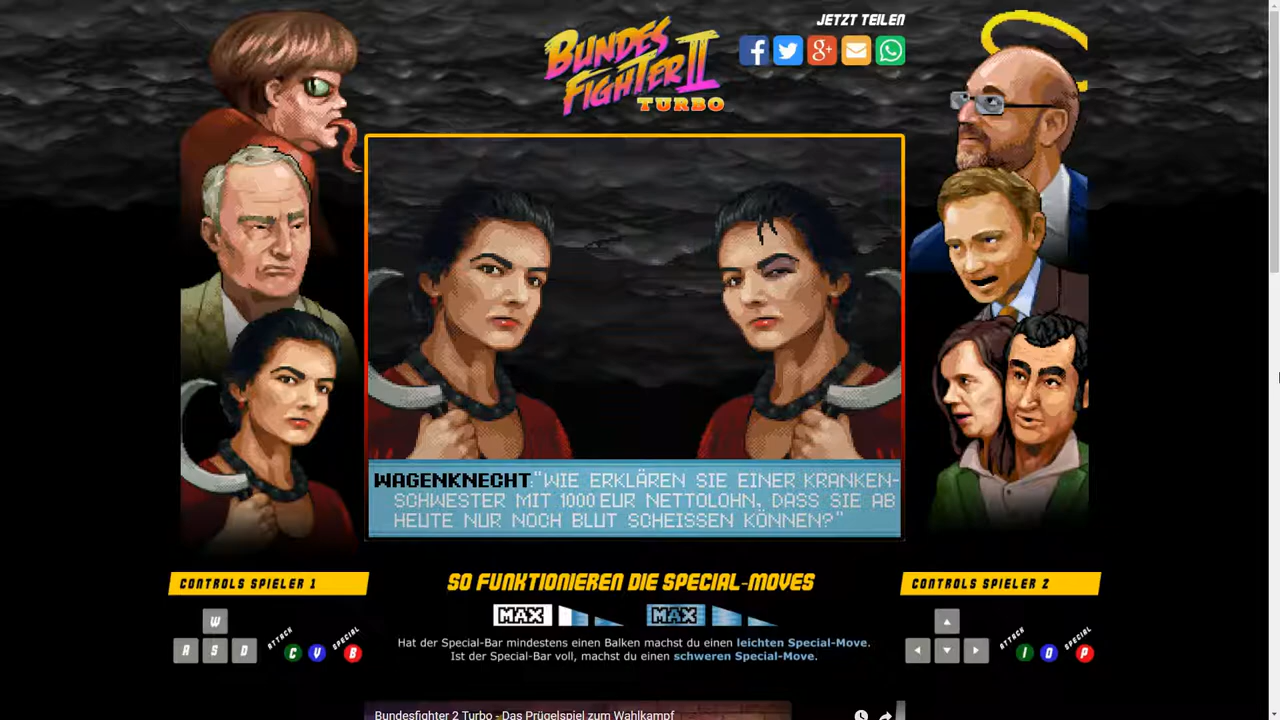 JETZT TEILEN
BUNDES
FIGHTER II
TURBO
WAGENKNECHT:"WIE ERKLÄREN SIE EINER KRANKEN-
SCHWESTER MIT 1000 EUR NETTOLOHN, DASS SIE AB
HEUTE NUR NOCH BLUT SCHEISSEN KÖNNEN?"
CONTROLS SPIELER 1
SO FUNKTIONIEREN DIE SPECIAL-MOVES
CONTROLS SPIELER 2
MAX MAX
W
A S D
ATTACK
C V
SPECIAL
B
Hat der Special-Bar mindestens einen Balken machst du einen leichten Special-Move.
Ist der Special-Bar voll, machst du einen schweren Special-Move.
ATTACK
I O
SPECIAL
P
Bundesfighter 2 Turbo - Das Prügelspiel zum Wahlkampf